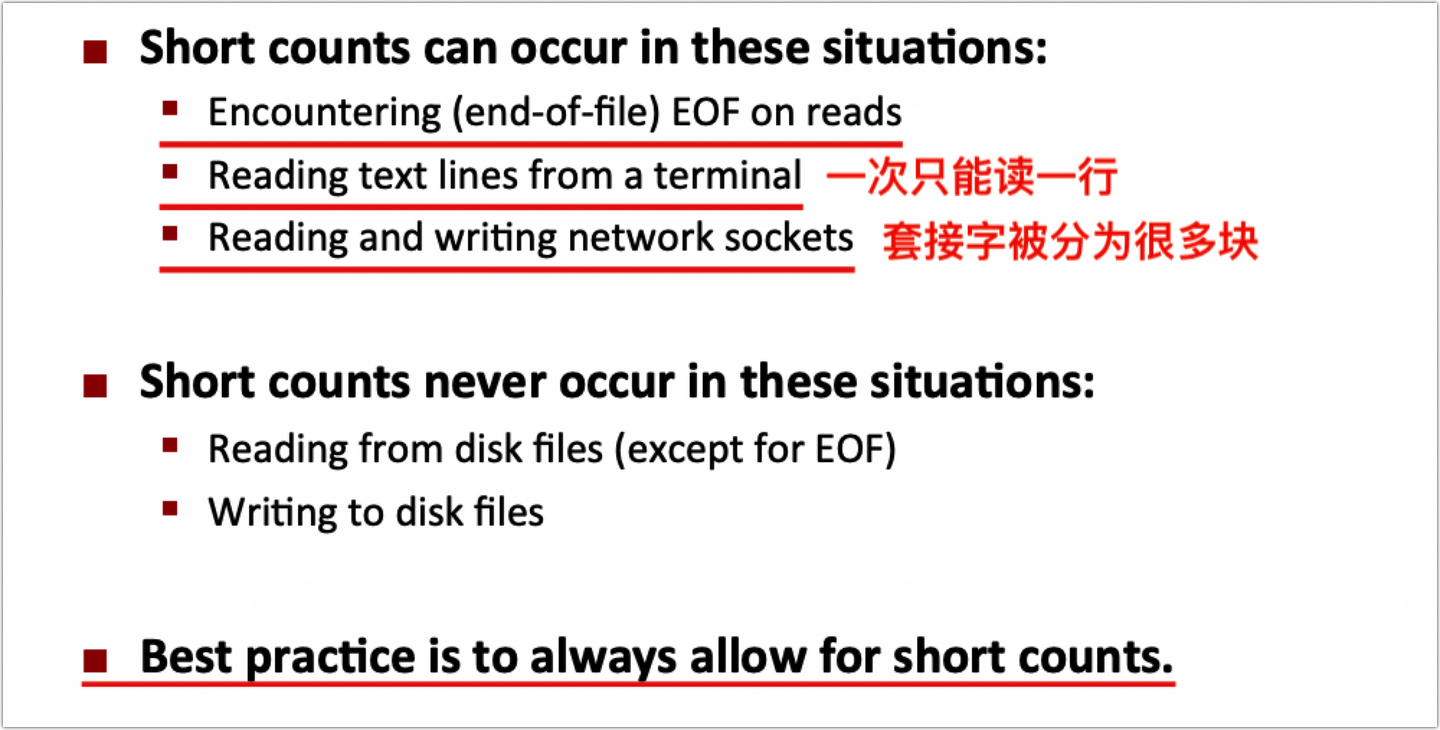 Short counts can occur in these situations:
Encountering (end-of-file) EOF on reads
Reading text lines from a terminal 一次只能读一行
Reading and writing network sockets 套接字被分为很多块
Short counts never occur in these situations:
Reading from disk files (except for EOF)
Writing to disk files
Best practice is to always allow for short counts.